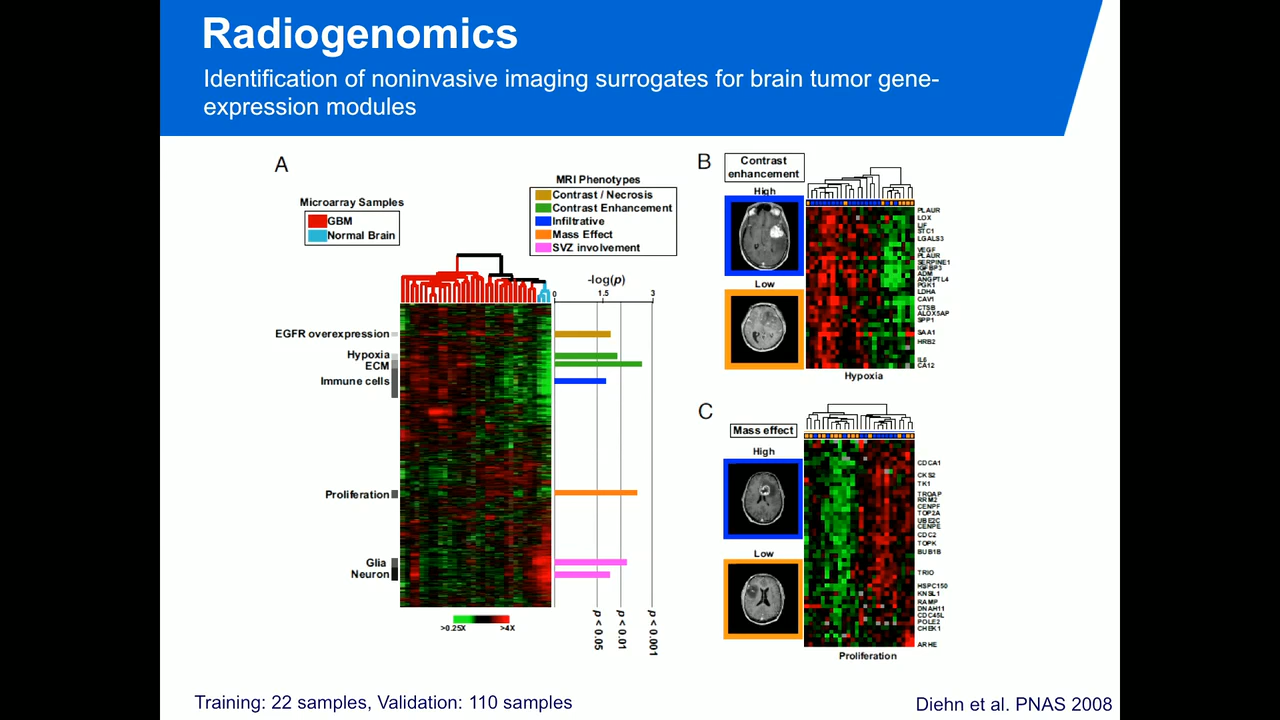 Radiogenomics
Identification of noninvasive imaging surrogates for brain tumor gene-
expression modules
A
Microarray Samples
GBM
Normal Brain
MRI Phenotypes
Contrast / Necrosis
Contrast Enhancement
Infiltrative
Mass Effect
SVZ involvement
-log(p)
0 1.5 3
EGFR overexpression
Hypoxia
ECM
Immune cells
Proliferation
Glia
Neuron
>0.25X >4X
p < 0.05
p < 0.01
p < 0.001
B
Contrast
enhancement
High
Low
PLAUR
LOX
LIF
STC1
LGALS3
VEGF
PLAUR
SERPINE1
IGFBP3
ADM
ANGPTL4
PGK1
LDHA
CAV1
CTSB
ALOX5AP
SPP1
SAA1
HRB2
IL6
CA12
Hypoxia
C
Mass effect
High
Low
CDCA1
CKS2
TK1
TROAP
RRM2
CENPF
TOP2A
UBE2C
CENPE
CDC2
TOPK
BUB1B
TRIO
HSPC150
KNSL1
RAMP
DNAH11
CDC45L
POLE2
CHEK1
ARHE
Proliferation
Training: 22 samples, Validation: 110 samples
Diehn et al. PNAS 2008